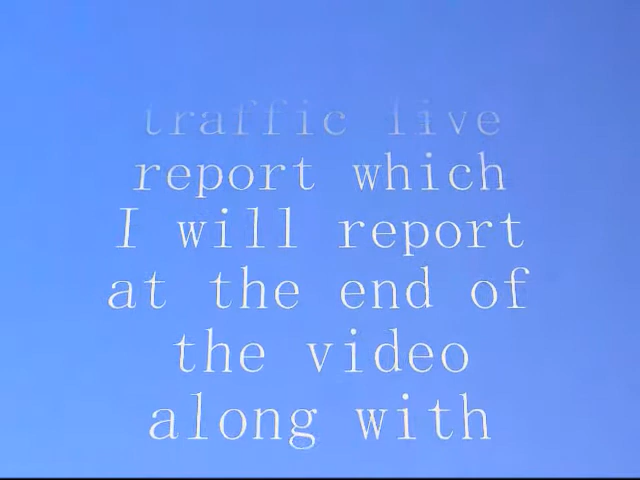 traffic live
report which
I will report
at the end of
the video
along with